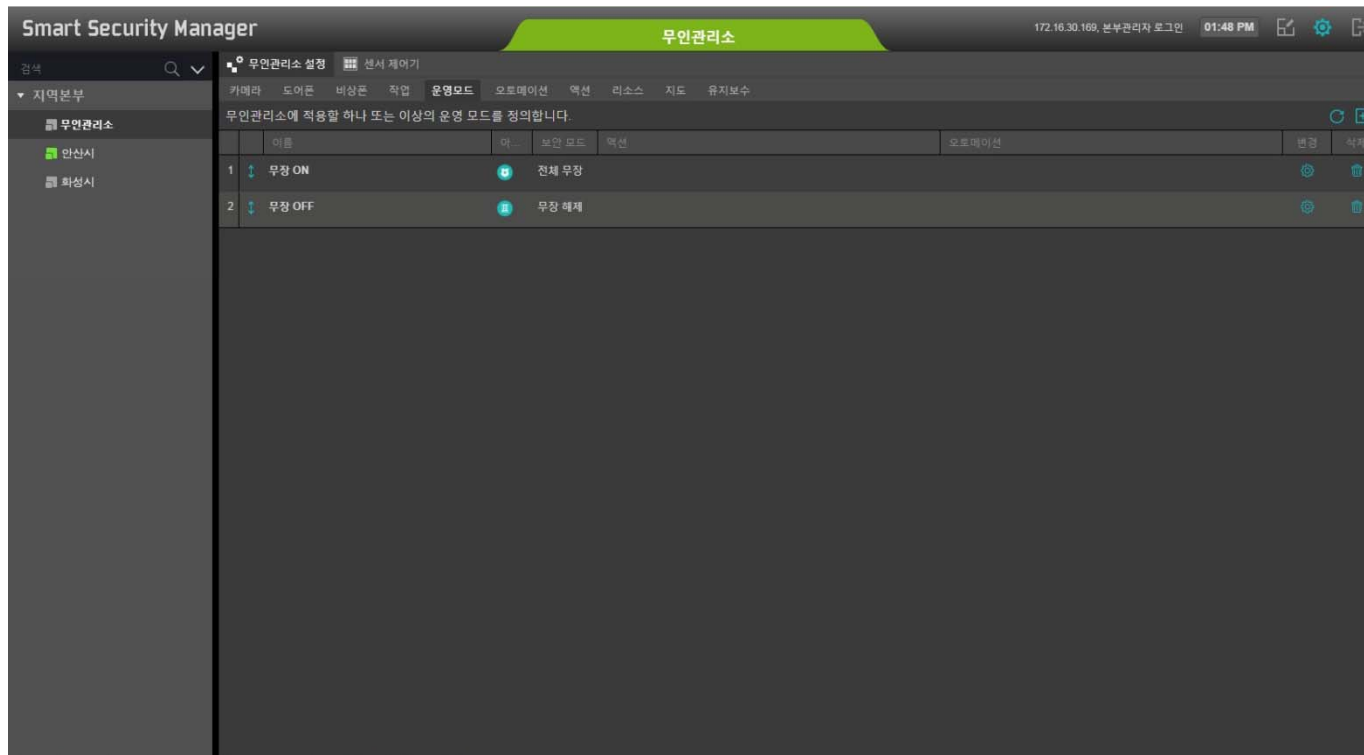 Smart Security Manager
무인관리소
172.16.30.169, 본부관리자 로그인
01:48 PM
검색
무인관리소 설정 센서 제어기
지역본부
카메라 도어폰 비상폰 작업 운영모드 오토메이션 액션 리소스 지도 유지보수
무인관리소에 적용할 하나 또는 이상의 운영 모드를 정의합니다.
무인관리소
안산시
화성시
이름 아... 보안 모드 액션 오토메이션 변경 삭제
1 무장 ON 전체 무장
2 무장 OFF 무장 해제